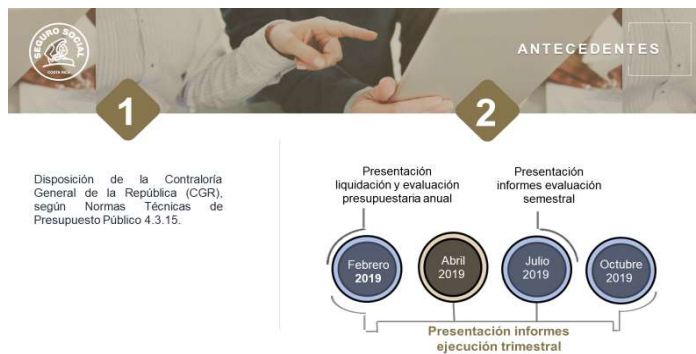 SEGURO SOCIAL
COSTA RICA
ANTECEDENTES
1
2
Disposición de la Contraloría
General de la República (CGR),
según Normas Técnicas de
Presupuesto Público 4.3.15.
Presentación
liquidación y evaluación
presupuestaria anual
Presentación
informes evaluación
semestral
Febrero
2019
Abril
2019
Julio
2019
Octubre
2019
Presentación informes
ejecución trimestral